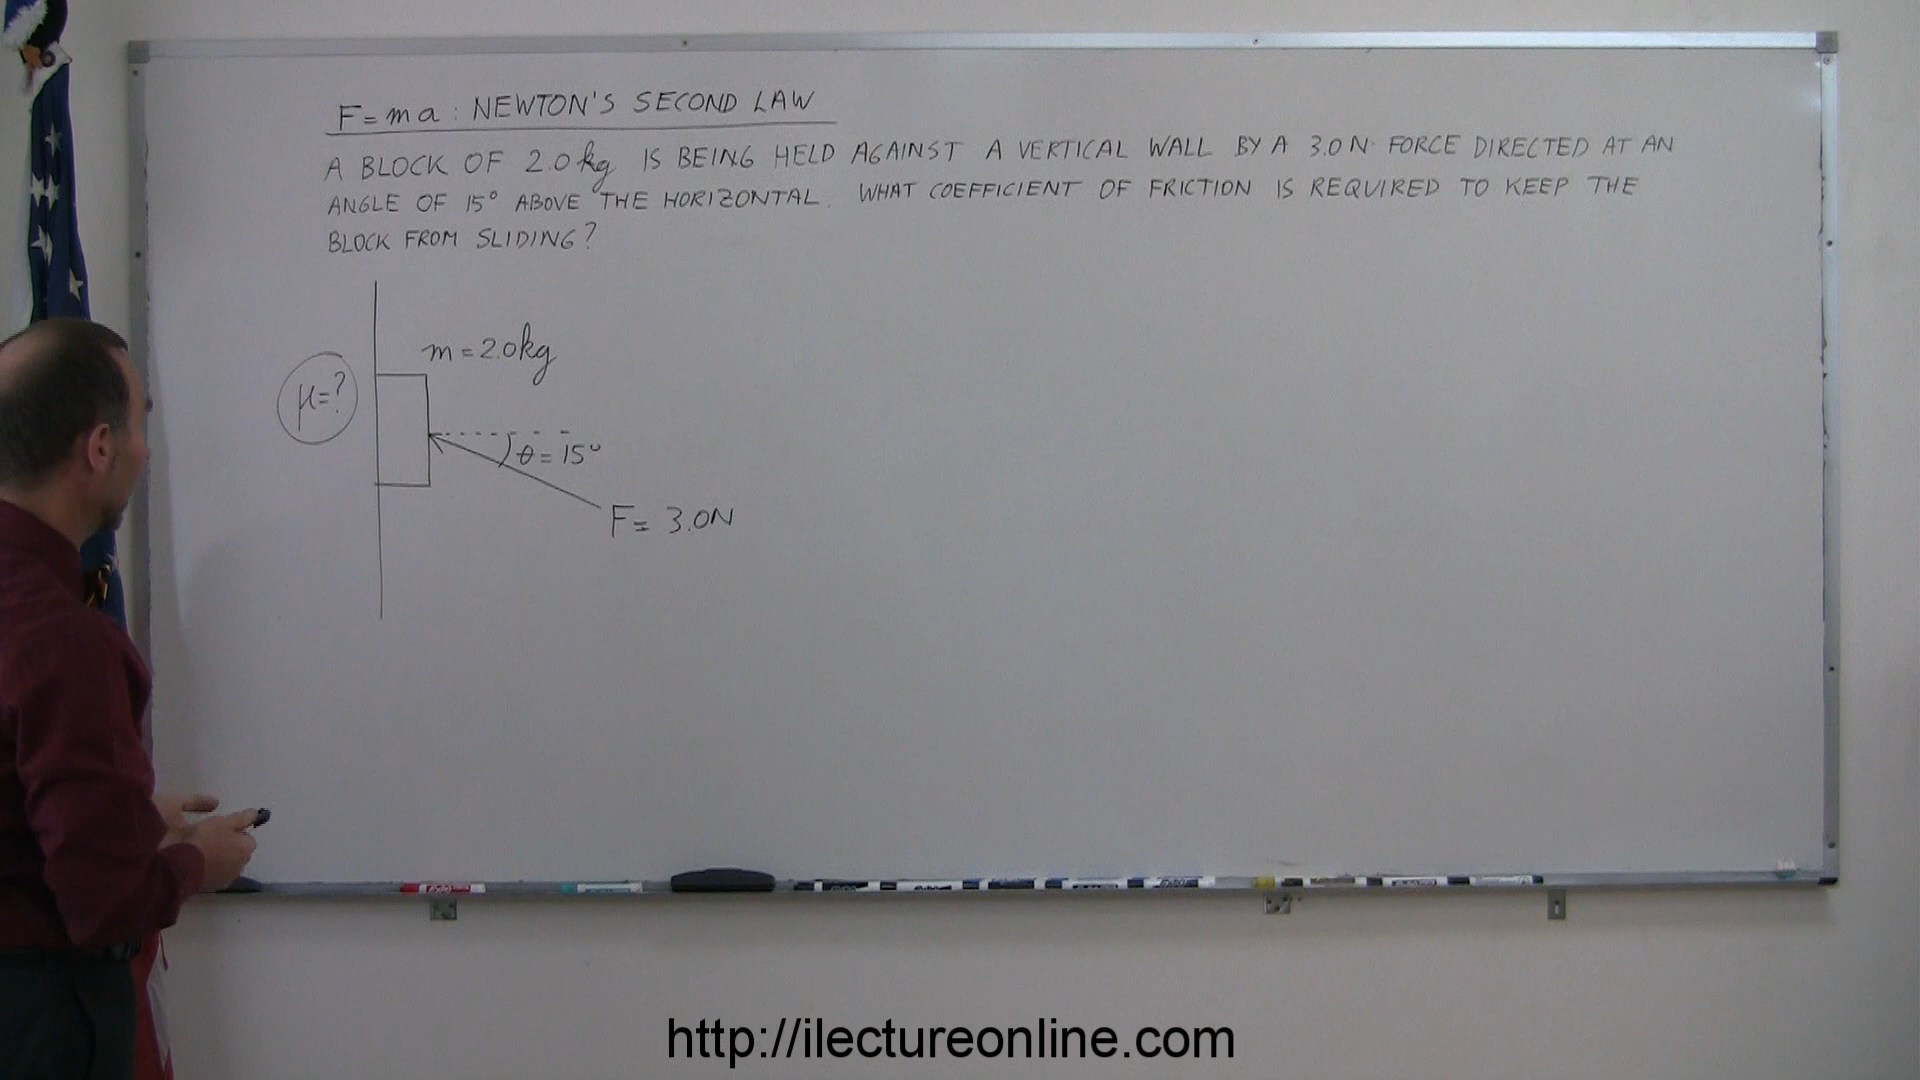 F = ma : NEWTON'S SECOND LAW
A BLOCK OF 2.0 kg IS BEING HELD AGAINST A VERTICAL WALL BY A 3.0 N FORCE DIRECTED AT AN
ANGLE OF 15° ABOVE THE HORIZONTAL. WHAT COEFFICIENT OF FRICTION IS REQUIRED TO KEEP THE
BLOCK FROM SLIDING?
m = 2.0 kg
μ = ?
θ = 15°
F = 3.0 N
http://ilectureonline.com